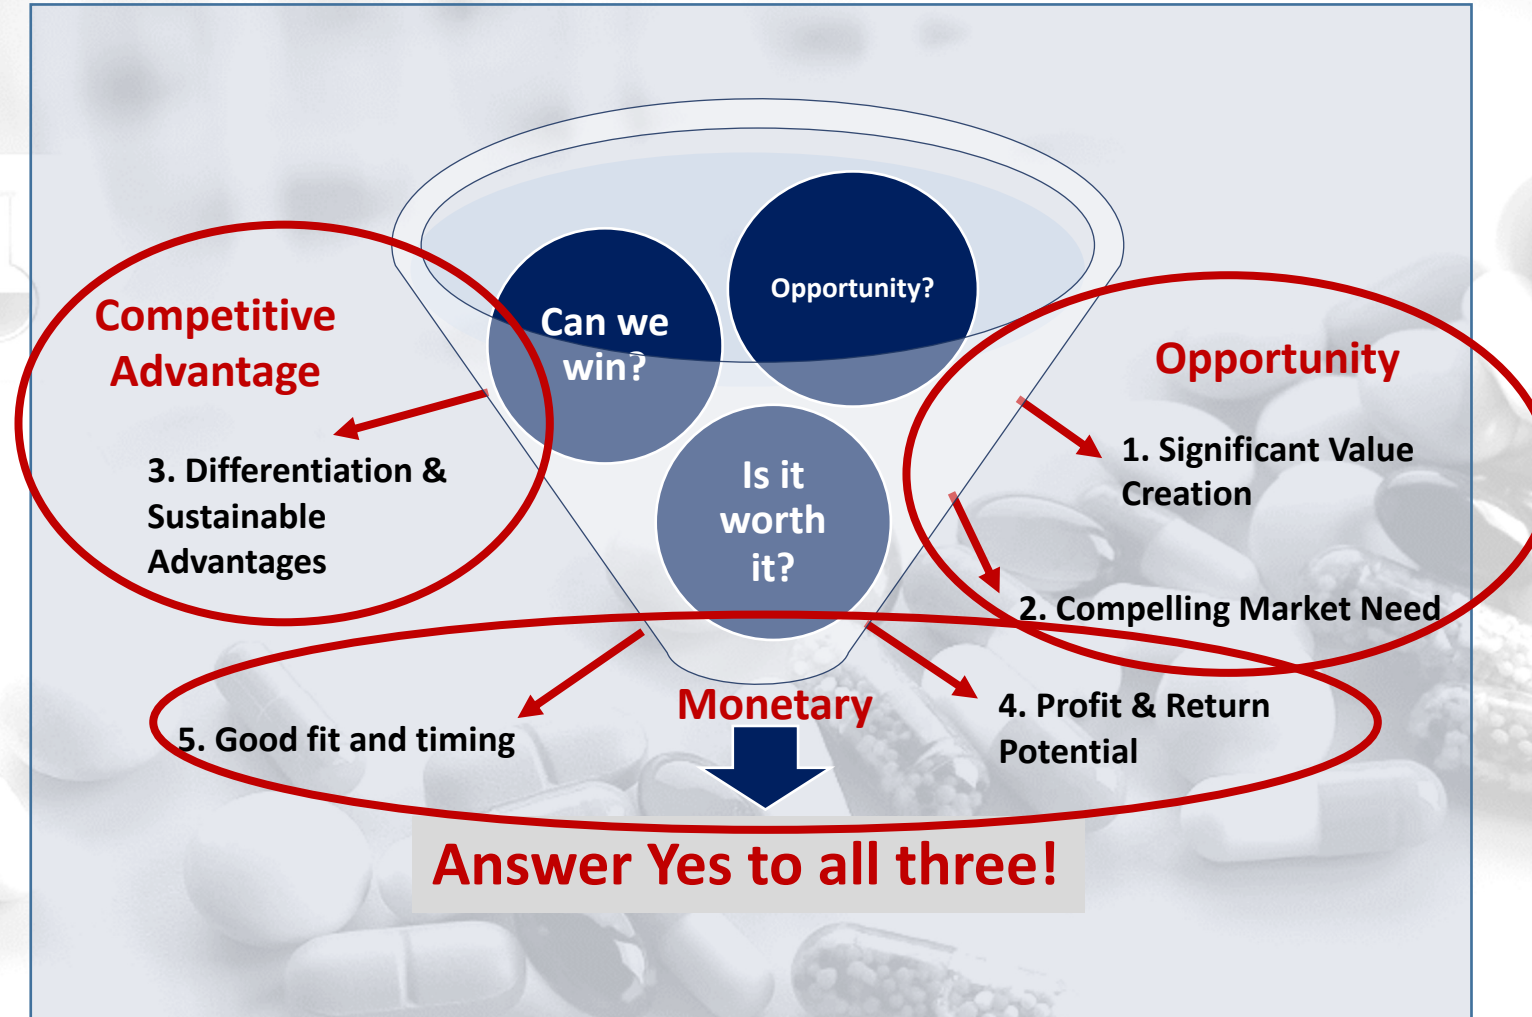 Opportunity?
Can we
win?
Is it
worth
it?
Competitive
Advantage
3. Differentiation &
Sustainable
Advantages
Opportunity
1. Significant Value
Creation
2. Compelling Market Need
Monetary
4. Profit & Return
Potential
5. Good fit and timing
Answer Yes to all three!